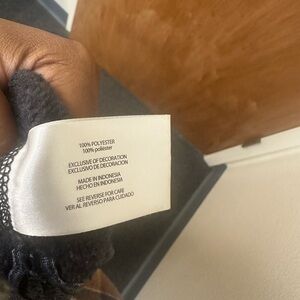 100% POLYESTER
100% poliéster
EXCLUSIVE OF DECORATION
EXCLUSIVO DE DECORACIÓN
MADE IN INDONESIA
HECHO EN INDONESIA
SEE REVERSE FOR CARE
VER AL REVERSO PARA CUIDADO